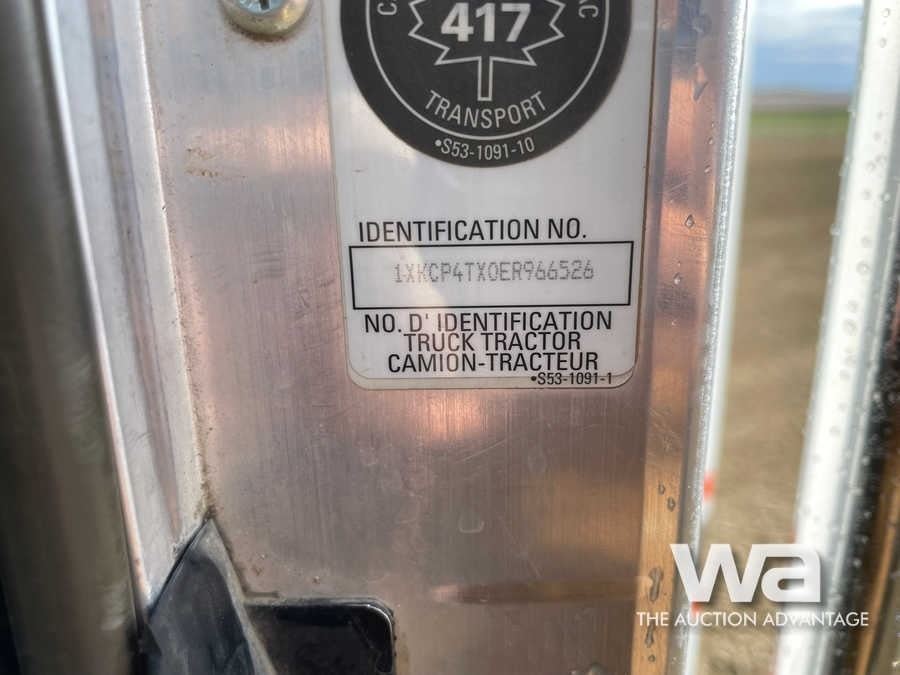 417
TRANSPORT
•S53-1091-10
IDENTIFICATION NO.
1XKCP4TX0ER966526
NO. D' IDENTIFICATION
TRUCK TRACTOR
CAMION-TRACTEUR
•S53-1091-1
wa
THE AUCTION ADVANTAGE